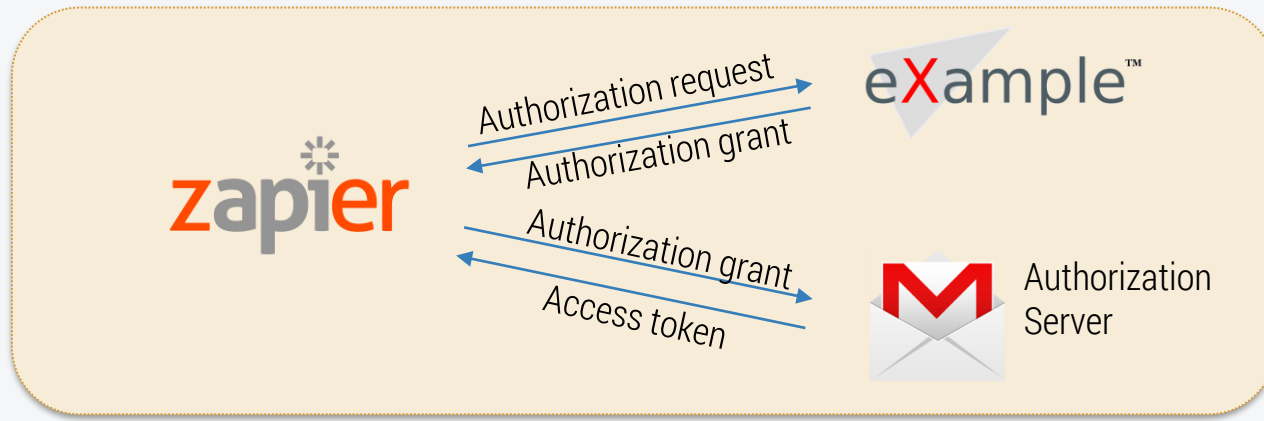 Authorization request
eXample™
Authorization grant
zapier
Authorization grant
Authorization
Server
Access token